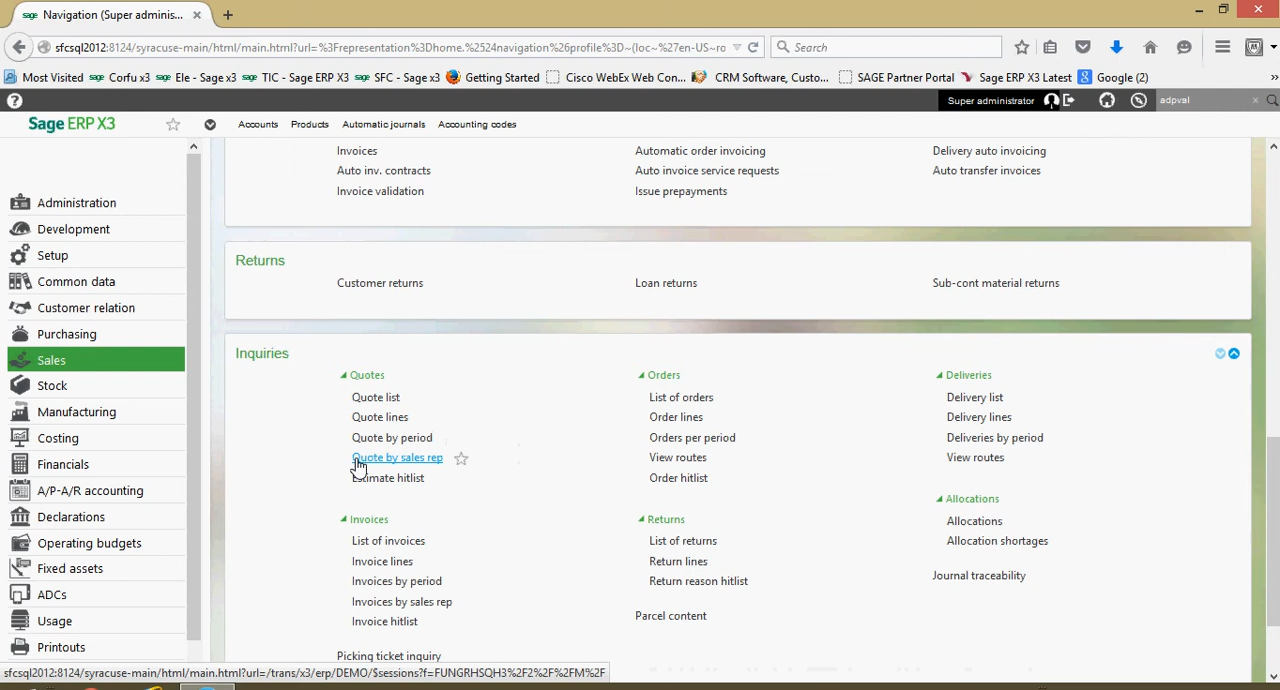 sage Navigation (Super adminis... × +
sfcsql2012:8124/syracuse-main/html/main.html?url=%3Frepresentation%3Dhome.%2524navigation%26profile%3D~(loc~%27en-US~ro
Search
Most Visited
sage Corfu x3
sage Ele - Sage x3
sage TIC - Sage ERP X3
sage SFC - Sage x3
Getting Started
Cisco WebEx Web Con...
CRM Software, Custo...
SAGE Partner Portal
Sage ERP X3 Latest
Google (2)
»
?
Super administrator
adpval
Sage ERP X3
Accounts
Products
Automatic journals
Accounting codes
Administration
Development
Setup
Common data
Customer relation
Purchasing
Sales
Stock
Manufacturing
Costing
Financials
A/P-A/R accounting
Declarations
Operating budgets
Fixed assets
ADCs
Usage
Printouts
Invoices
Automatic order invoicing
Delivery auto invoicing
Auto inv. contracts
Auto invoice service requests
Auto transfer invoices
Invoice validation
Issue prepayments
Returns
Customer returns
Loan returns
Sub-cont material returns
Inquiries
Quotes
Quote list
Quote lines
Quote by period
Quote by sales rep
Estimate hitlist
Orders
List of orders
Order lines
Orders per period
View routes
Order hitlist
Deliveries
Delivery list
Delivery lines
Deliveries by period
View routes
Allocations
Allocations
Allocation shortages
Invoices
List of invoices
Invoice lines
Invoices by period
Invoices by sales rep
Invoice hitlist
Returns
List of returns
Return lines
Return reason hitlist
Journal traceability
Parcel content
Picking ticket inquiry
sfcsql2012:8124/syracuse-main/html/main.html?url=/trans/x3/erp/DEMO/$sessions?f=FUNGRHSQH3%2F2%2F%2FM%2F